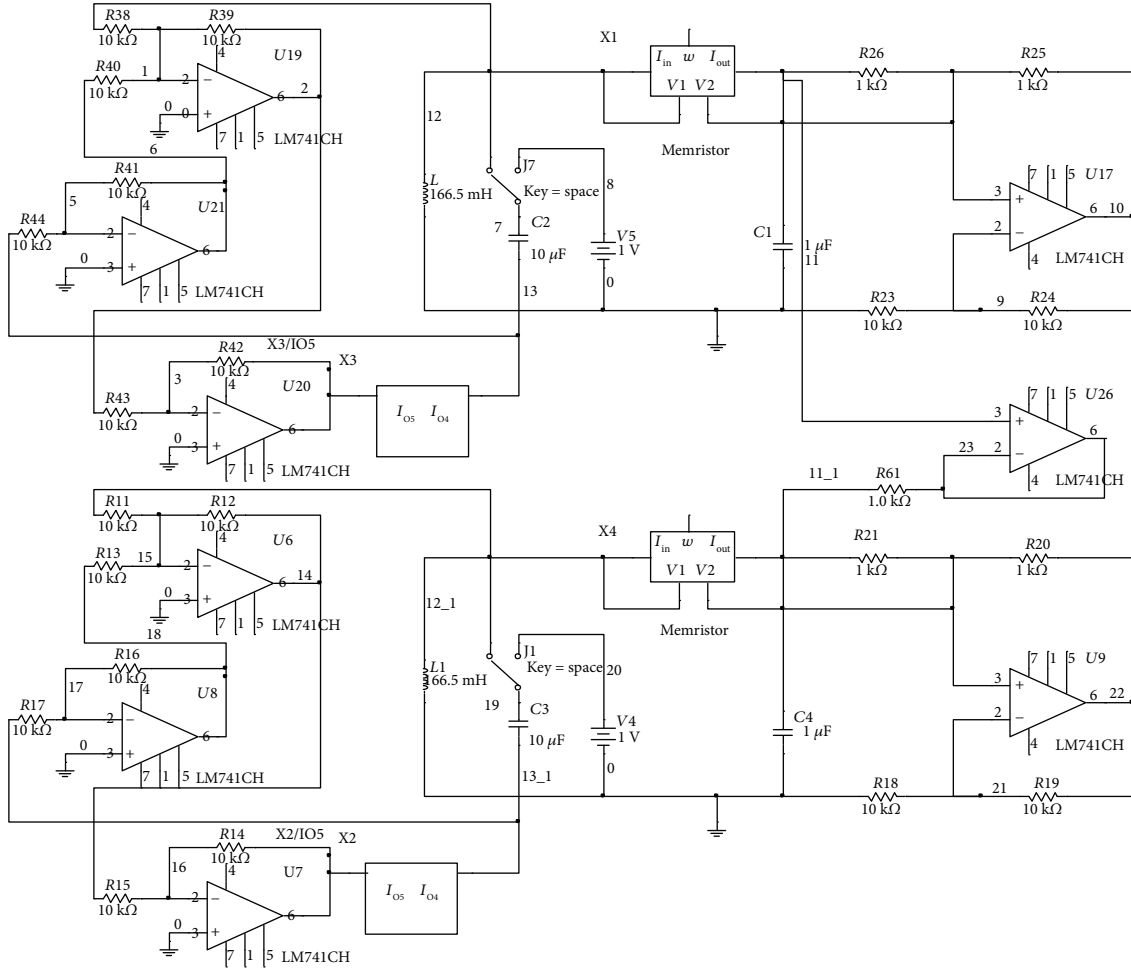 R38
10 kΩ
R39
10 kΩ
4
U19
R40
10 kΩ
1
2
−
0
0
+
6
2
7
1
5
LM741CH
6
R41
10 kΩ
5
4
U21
R44
10 kΩ
2
−
0
3
+
6
7
1
5
LM741CH
X3/IO5
R42
10 kΩ
X3
3
4
U20
R43
10 kΩ
2
−
0
3
+
6
7
1
5
LM741CH
IO5 IO4
12
L
166.5 mH
J7
Key = space
8
7
C2
10 μF
V5
1 V
13
0
X1
Iin w Iout
V1 V2
Memristor
C1
1 μF
11
R26
1 kΩ
R25
1 kΩ
7
1
5
U17
3
+
6
10
2
−
4
LM741CH
R23
10 kΩ
9
R24
10 kΩ
7
1
5
U26
3
+
6
23
2
−
4
LM741CH
11_1
R61
1.0 kΩ
R11
10 kΩ
R12
10 kΩ
4
U6
R13
10 kΩ
15
2
−
0
3
+
6
14
7
1
5
LM741CH
18
R16
10 kΩ
17
4
U8
R17
10 kΩ
2
−
0
3
+
6
7
1
5
LM741CH
X2/IO5
R14
10 kΩ
X2
16
4
U7
R15
10 kΩ
2
−
0
3
+
6
7
1
5
LM741CH
IO5 IO4
12_1
L1
166.5 mH
J1
Key = space
20
19
C3
10 μF
V4
1 V
13_1
0
X4
Iin w Iout
V1 V2
Memristor
C4
1 μF
R21
1 kΩ
R20
1 kΩ
7
1
5
U9
3
+
6
22
2
−
4
LM741CH
R18
10 kΩ
21
R19
10 kΩ